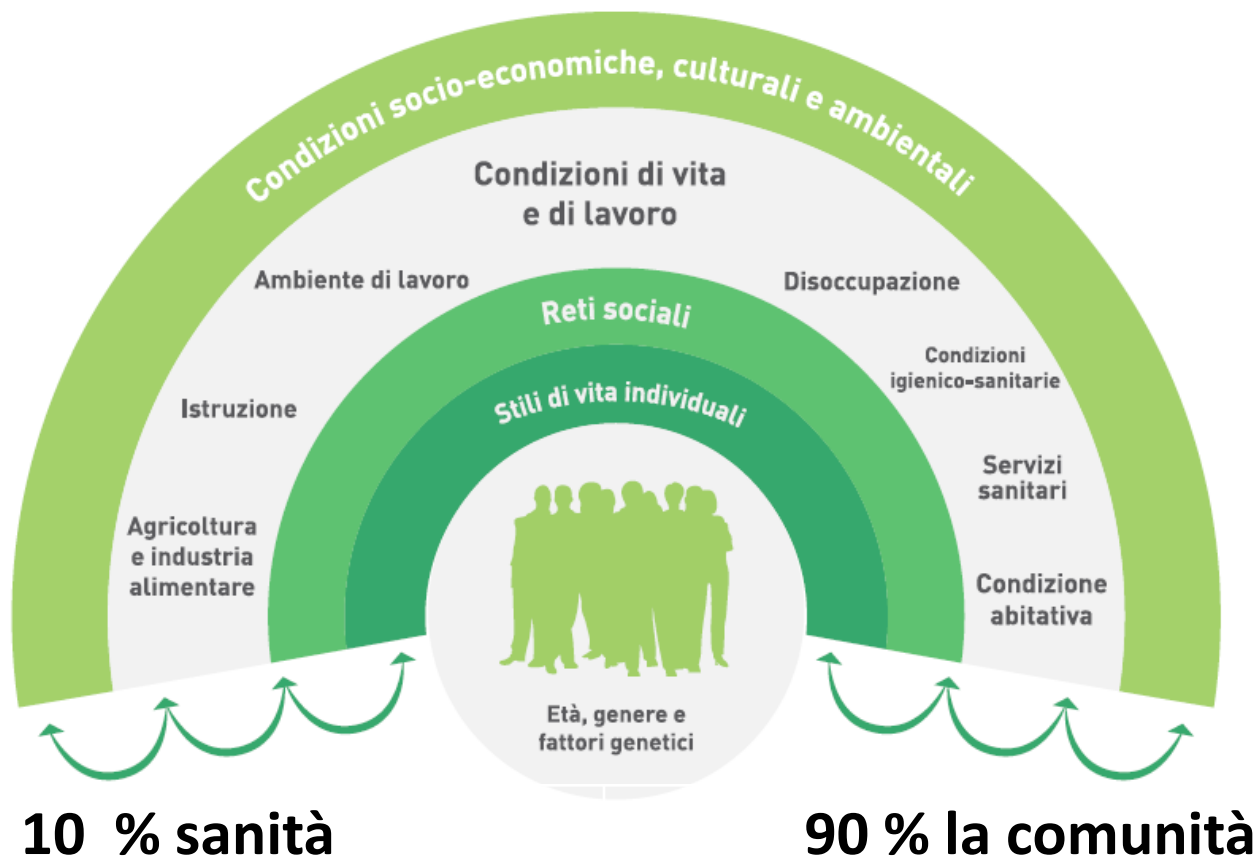 Condizioni socio-economiche, culturali e ambientali
Condizioni di vita
e di lavoro
Ambiente di lavoro
Disoccupazione
Reti sociali
Condizioni
igienico-sanitarie
Stili di vita individuali
Istruzione
Servizi
sanitari
Agricoltura
e industria
alimentare
Condizione
abitativa
Età, genere e
fattori genetici
10 % sanità
90 % la comunità